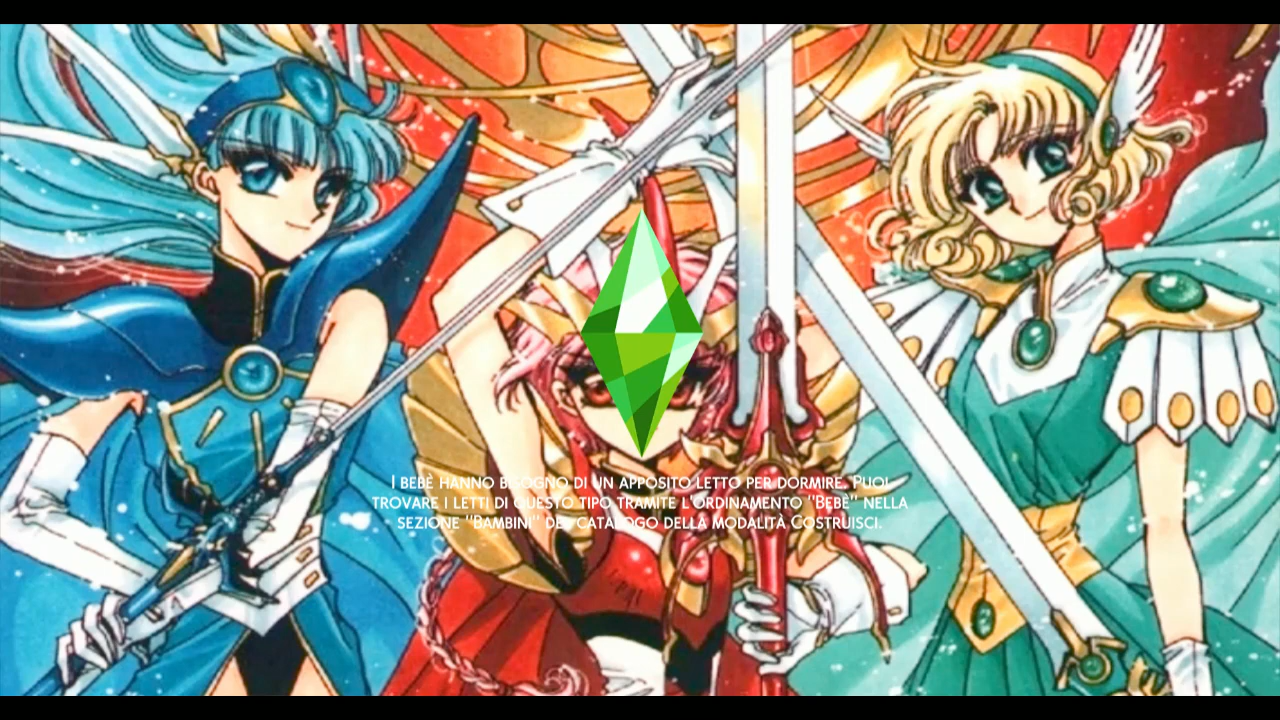 I BEBÈ HANNO BISOGNO DI UN APPOSITO LETTO PER DORMIRE. PUOI
TROVARE I LETTI DI QUESTO TIPO TRAMITE L'ORDINAMENTO "BEBÈ" NELLA
SEZIONE "BAMBINI" DEL CATALOGO DELLA MODALITÀ COSTRUISCI.